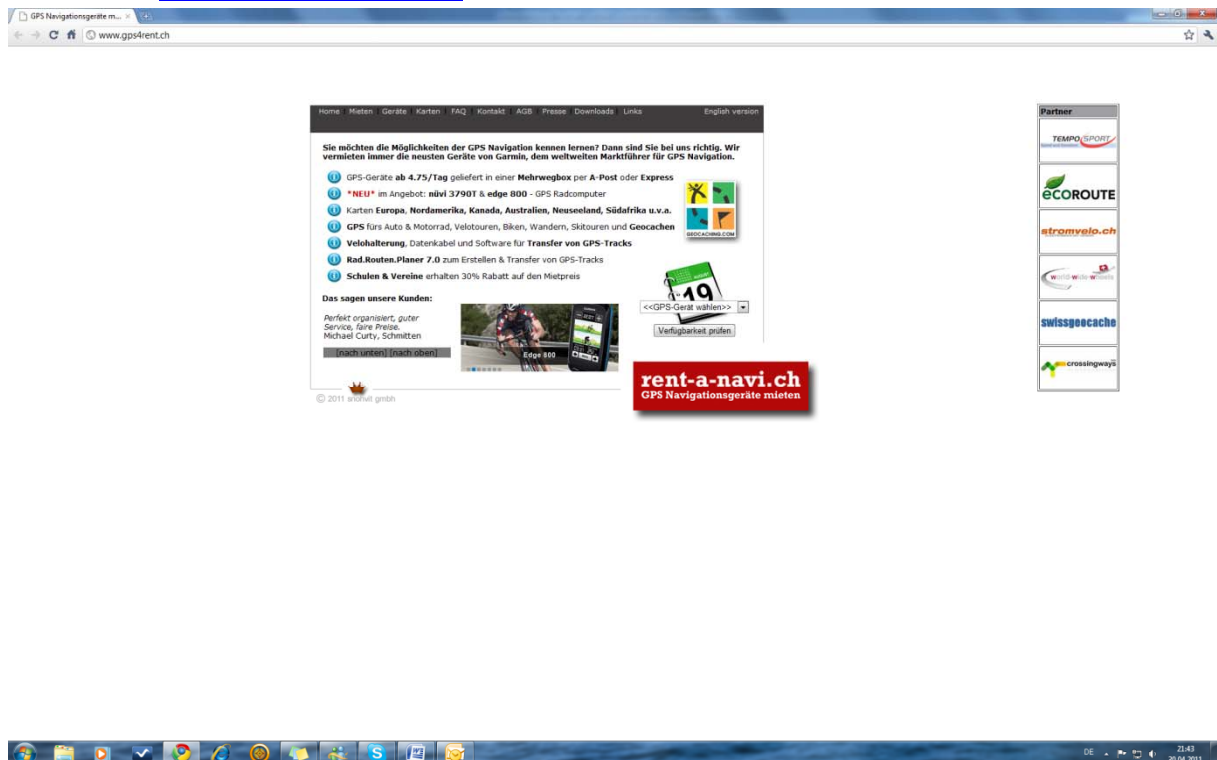 GPS Navigationsgeräte m...
www.gps4rent.ch
Home Mieten Geräte Karten FAQ Kontakt AGB Presse Downloads Links English version
Sie möchten die Möglichkeiten der GPS Navigation kennen lernen? Dann sind Sie bei uns richtig. Wir
vermieten immer die neusten Geräte von Garmin, dem weltweiten Marktführer für GPS Navigation.
GPS-Geräte ab 4.75/Tag geliefert in einer Mehrwegbox per A-Post oder Express
*NEU* im Angebot: nüvi 3790T & edge 800 - GPS Radcomputer
Karten Europa, Nordamerika, Kanada, Australien, Neuseeland, Südafrika u.v.a.
GPS fürs Auto & Motorrad, Velotouren, Biken, Wandern, Skitouren und Geocachen
Velohalterung, Datenkabel und Software für Transfer von GPS-Tracks
Rad.Routen.Planer 7.0 zum Erstellen & Transfer von GPS-Tracks
Schulen & Vereine erhalten 30% Rabatt auf den Mietpreis
GEOCACHING.COM
Das sagen unsere Kunden:
Perfekt organisiert, guter
Service, faire Preise.
Michael Curty, Schmitten
[nach unten] [nach oben]
Edge 800
19
<<GPS-Gerät wählen>>
Verfügbarkeit prüfen
rent-a-navi.ch
GPS Navigationsgeräte mieten
© 2011 snonvit gmbh
Partner
TEMPO SPORT
ecoROUTE
stromvelo.ch
world-wide-wheels
swissgeocache
crossingways
DE
21:43
20.04.2011